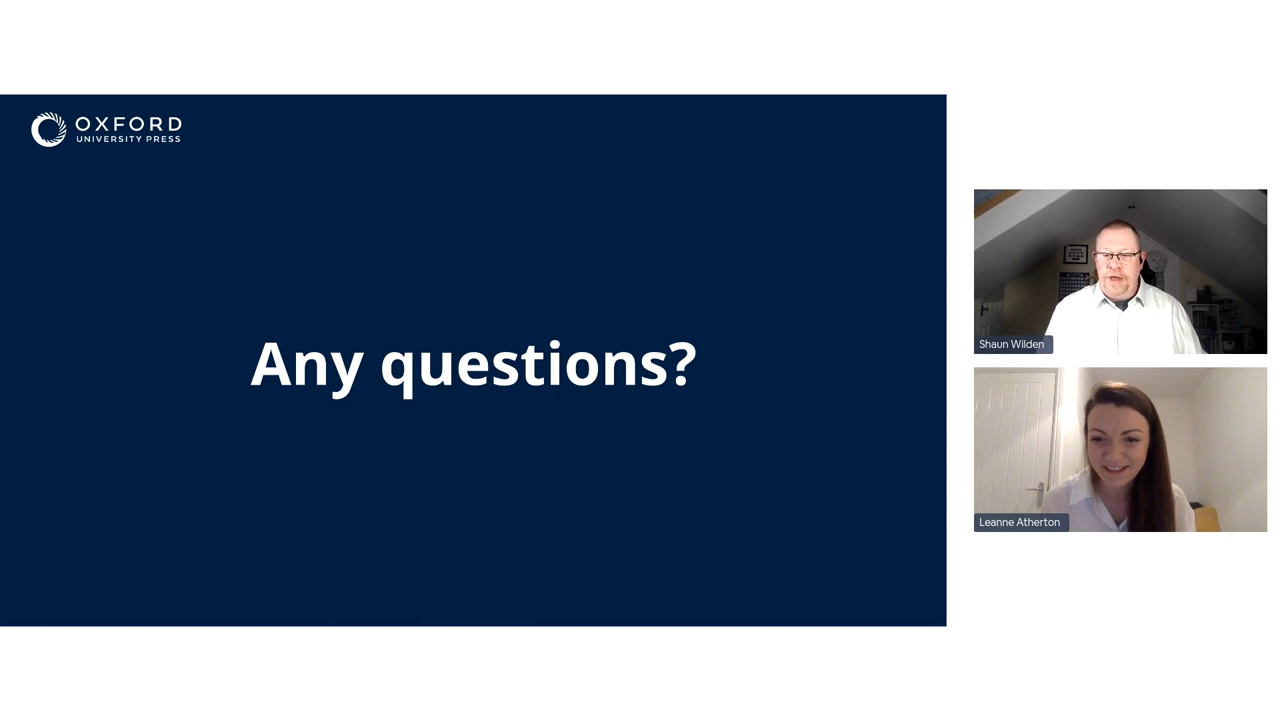 OXFORD
UNIVERSITY PRESS
Any questions?
Shaun Wilden
Leanne Atherton